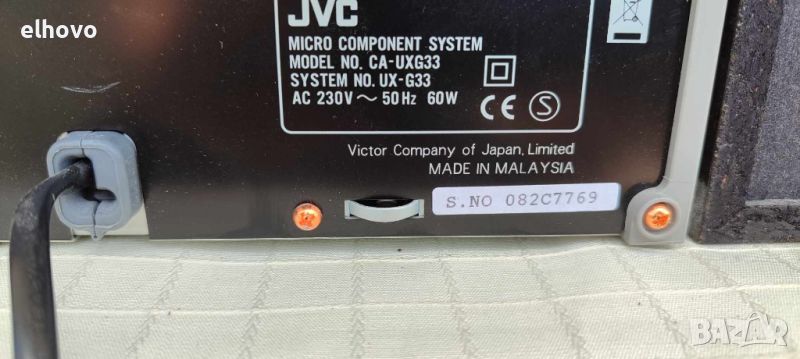 elhovo
JVC
MICRO COMPONENT SYSTEM
MODEL NO. CA-UXG33
SYSTEM NO. UX-G33
AC 230V ~ 50Hz 60W
CE S
Victor Company of Japan, Limited
MADE IN MALAYSIA
S.NO 082C7769
BAZAR